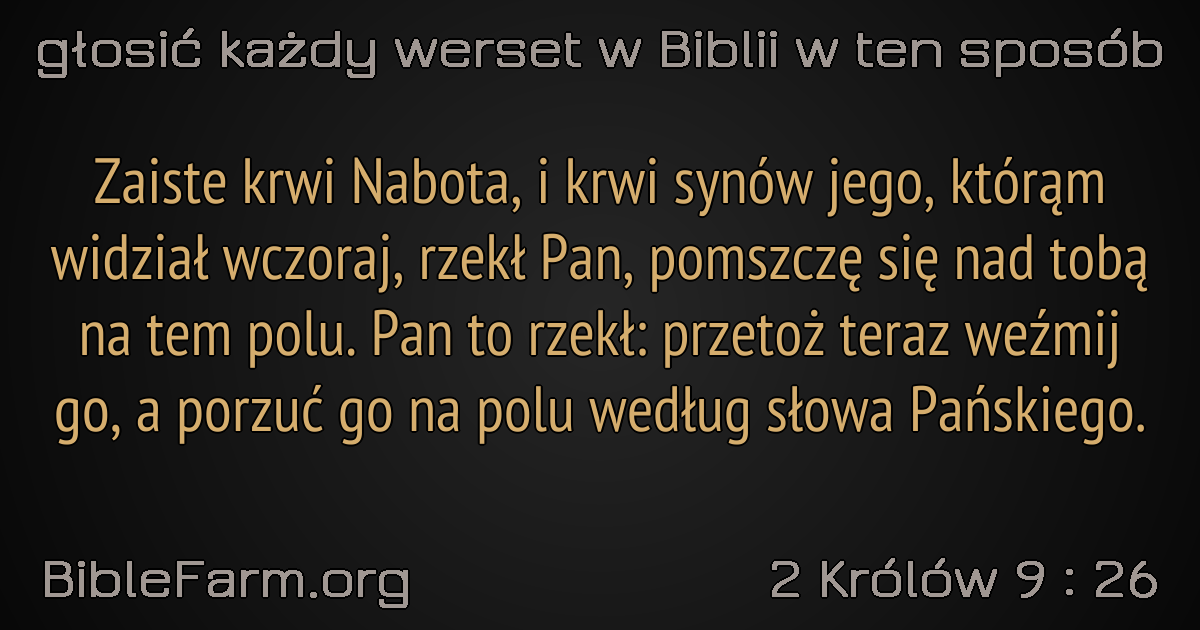 głosić każdy werset w Biblii w ten sposób
Zaiste krwi Nabota, i krwi synów jego, którąm
widział wczoraj, rzekł Pan, pomszczę się nad tobą
na tem polu. Pan to rzekł: przetoż teraz weźmij
go, a porzuć go na polu według słowa Pańskiego.
BibleFarm.org
2 Królów 9 : 26